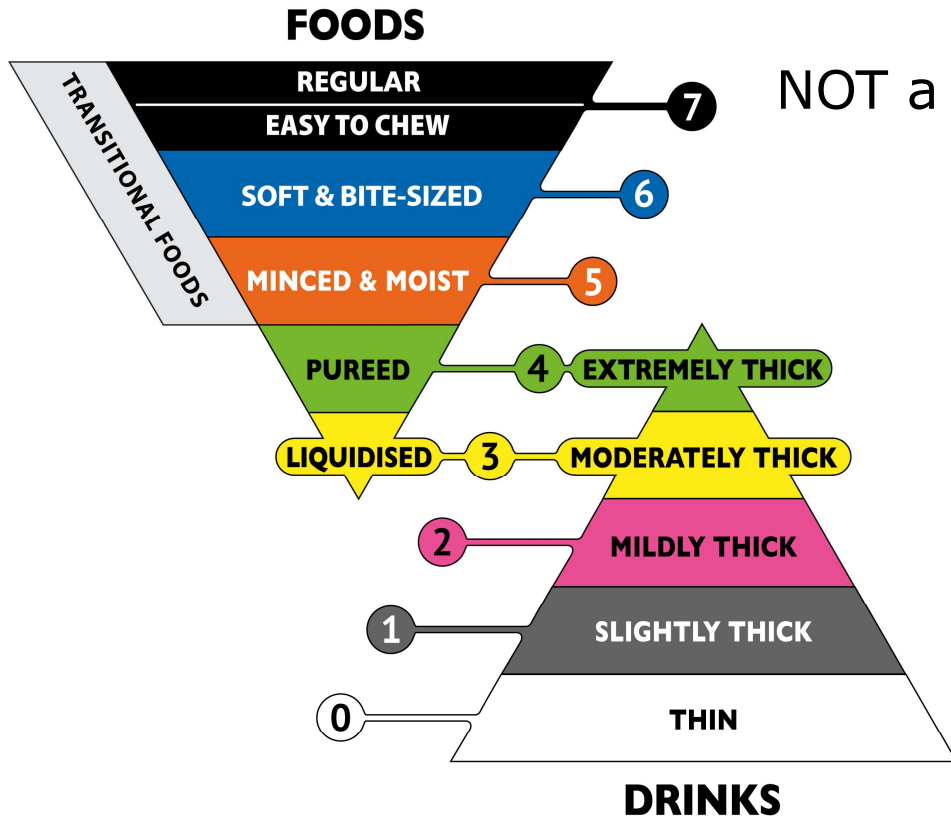 FOODS
REGULAR
EASY TO CHEW
7
NOT a
TRANSITIONAL FOODS
SOFT & BITE-SIZED
6
MINCED & MOIST
5
PUREED
4
EXTREMELY THICK
LIQUIDISED
3
MODERATELY THICK
2
MILDLY THICK
1
SLIGHTLY THICK
0
THIN
DRINKS